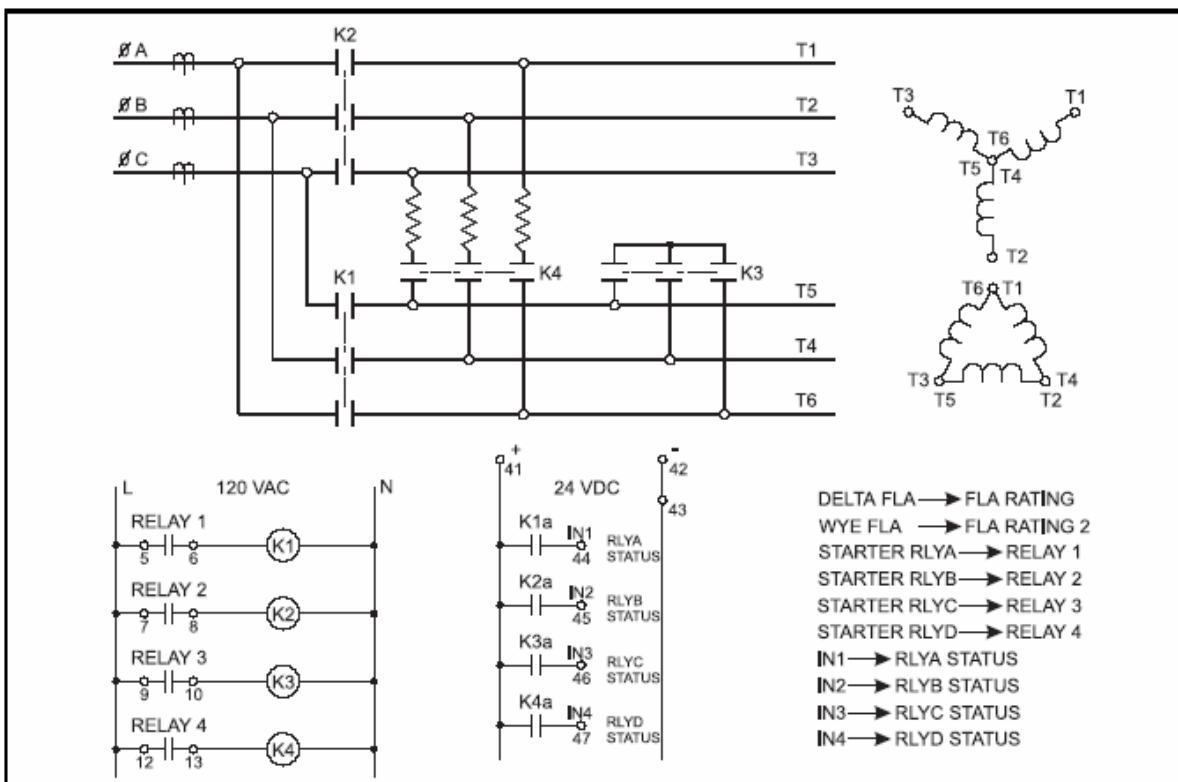 K2
Ø A
T1
Ø B
T2
Ø C
T3
K4
K3
K1
T5
T4
T6
T3
T1
T6
T5
T4
T2
T6
T1
T3
T4
T5
T2
L
120 VAC
N
RELAY 1
5
6
K1
RELAY 2
7
8
K2
RELAY 3
9
10
K3
RELAY 4
12
13
K4
+
41
24 VDC
-
42
43
K1a
IN1
44
RLYA
STATUS
K2a
IN2
45
RLYB
STATUS
K3a
IN3
46
RLYC
STATUS
K4a
IN4
47
RLYD
STATUS
DELTA FLA → FLA RATING
WYE FLA → FLA RATING 2
STARTER RLYA → RELAY 1
STARTER RLYB → RELAY 2
STARTER RLYC → RELAY 3
STARTER RLYD → RELAY 4
IN1 → RLYA STATUS
IN2 → RLYB STATUS
IN3 → RLYC STATUS
IN4 → RLYD STATUS